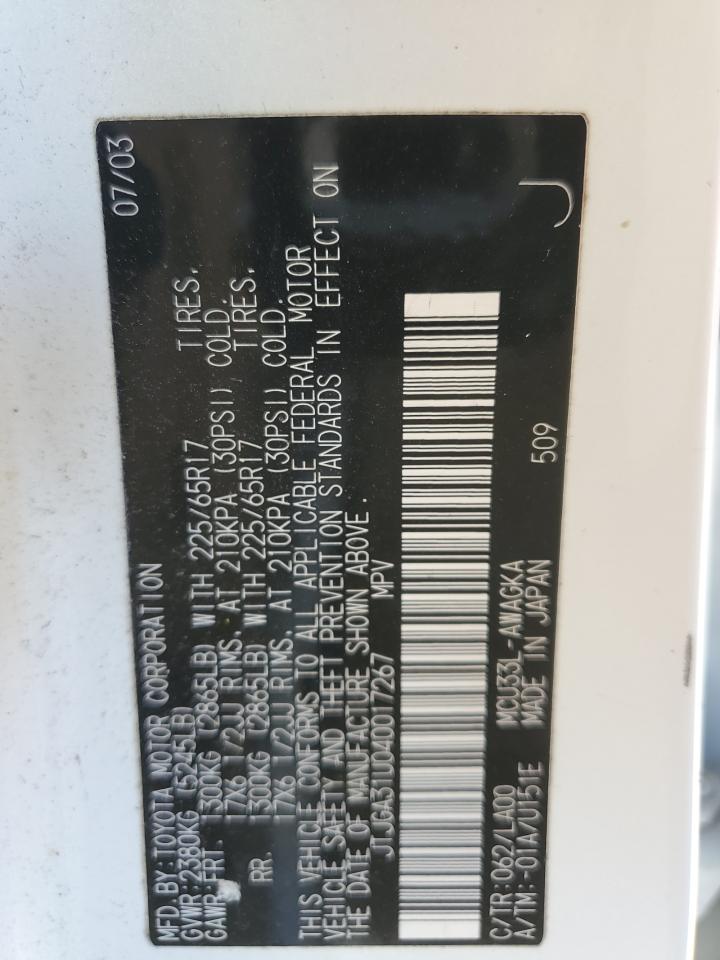 MFD. BY: TOYOTA MOTOR CORPORATION 07/03
GVWR: 2380KG (5245LB)
GAWR: FRT. 1300KG (2865LB) WITH 225/65R17 TIRES.
17X6 1/2JJ RIMS. AT 210KPA (30PSI) COLD.
RR. 1300KG (2865LB) WITH 225/65R17 TIRES.
17X6 1/2JJ RIMS. AT 210KPA (30PSI) COLD.
THIS VEHICLE CONFORMS TO ALL APPLICABLE FEDERAL MOTOR
VEHICLE SAFETY AND THEFT PREVENTION STANDARDS IN EFFECT ON
THE DATE OF MANUFACTURE SHOWN ABOVE.
JTJGA31U040017267 MPV
C/TR: 062/LA00 MCU33L-AWAGKA 509
A/TM: -01A/U151E MADE IN JAPAN J